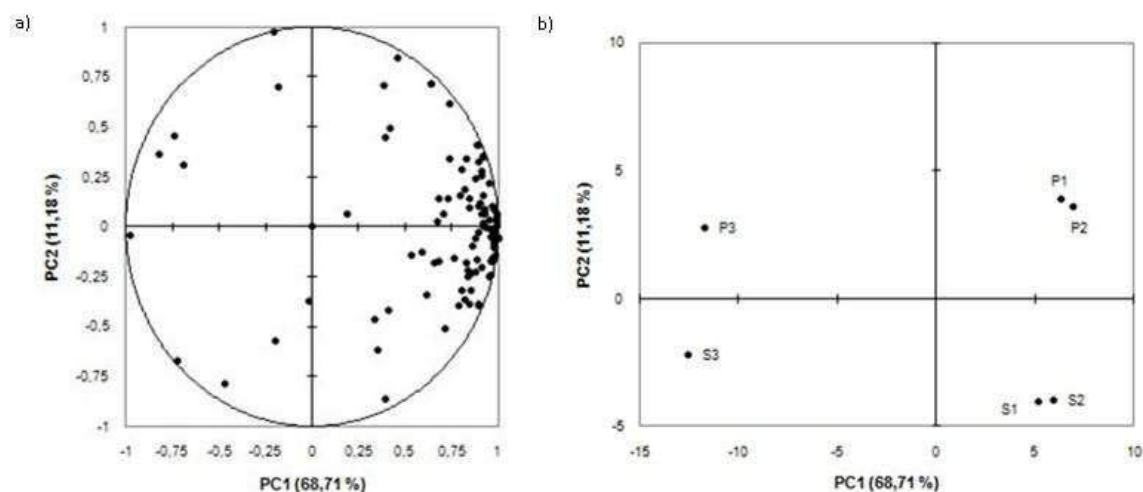 a)
1
0,75
0,5
0,25
0
-0,25
-0,5
-0,75
-1
-1 -0,75 -0,5 -0,25 0 0,25 0,5 0,75 1
PC2 (11,18 %)
PC1 (68,71 %)
b)
10
5
0
-5
-15 -10 -5 0 5 10
PC2 (11,18 %)
PC1 (68,71 %)
P1
P2
P3
S3
S1
S2